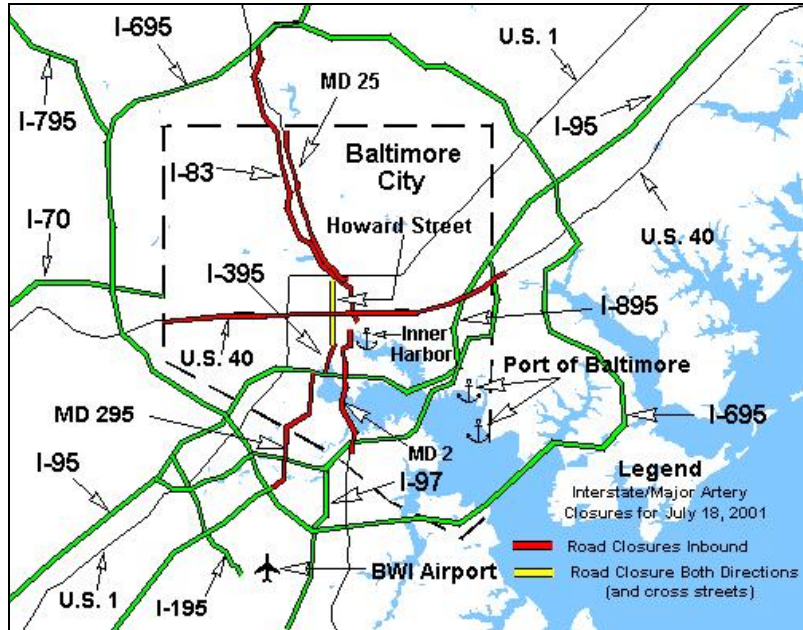 I-695
U.S. 1
MD 25
I-95
I-795
Baltimore
City
I-83
Howard Street
I-70
U.S. 40
I-395
I-895
Inner
Harbor
U.S. 40
Port of Baltimore
MD 295
I-695
MD 2
I-95
I-97
Legend
Interstate/Major Artery
Closures for July 18, 2001
Road Closures Inbound
BWI Airport
Road Closure Both Directions
(and cross streets)
U.S. 1
I-195